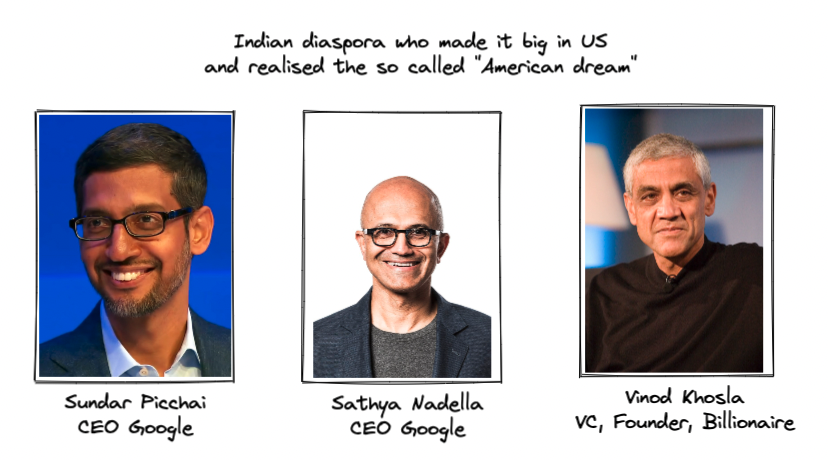 Indian diaspora who made it big in US
and realised the so called "American dream"
Sundar Picchai
CEO Google
Sathya Nadella
CEO Google
Vinod Khosla
VC, Founder, Billionaire